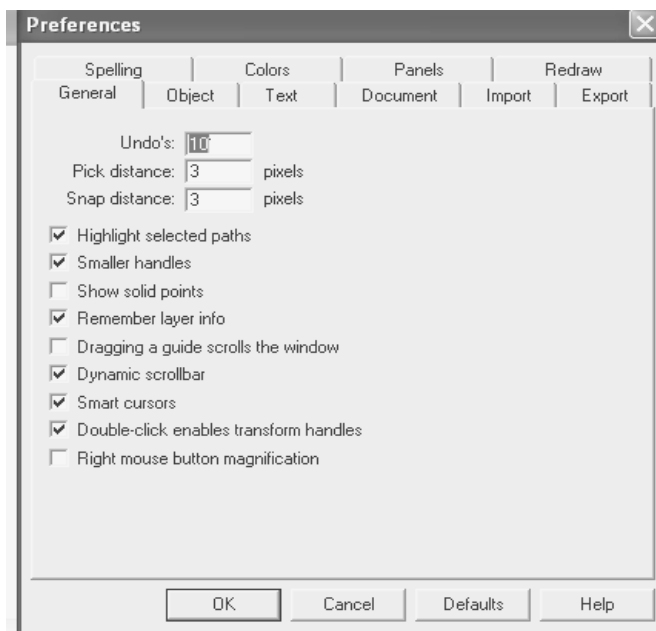 Preferences
Spelling Colors Panels Redraw
General Object Text Document Import Export
Undo's: 10
Pick distance: 3 pixels
Snap distance: 3 pixels
Highlight selected paths
Smaller handles
Show solid points
Remember layer info
Dragging a guide scrolls the window
Dynamic scrollbar
Smart cursors
Double-click enables transform handles
Right mouse button magnification
OK Cancel Defaults Help